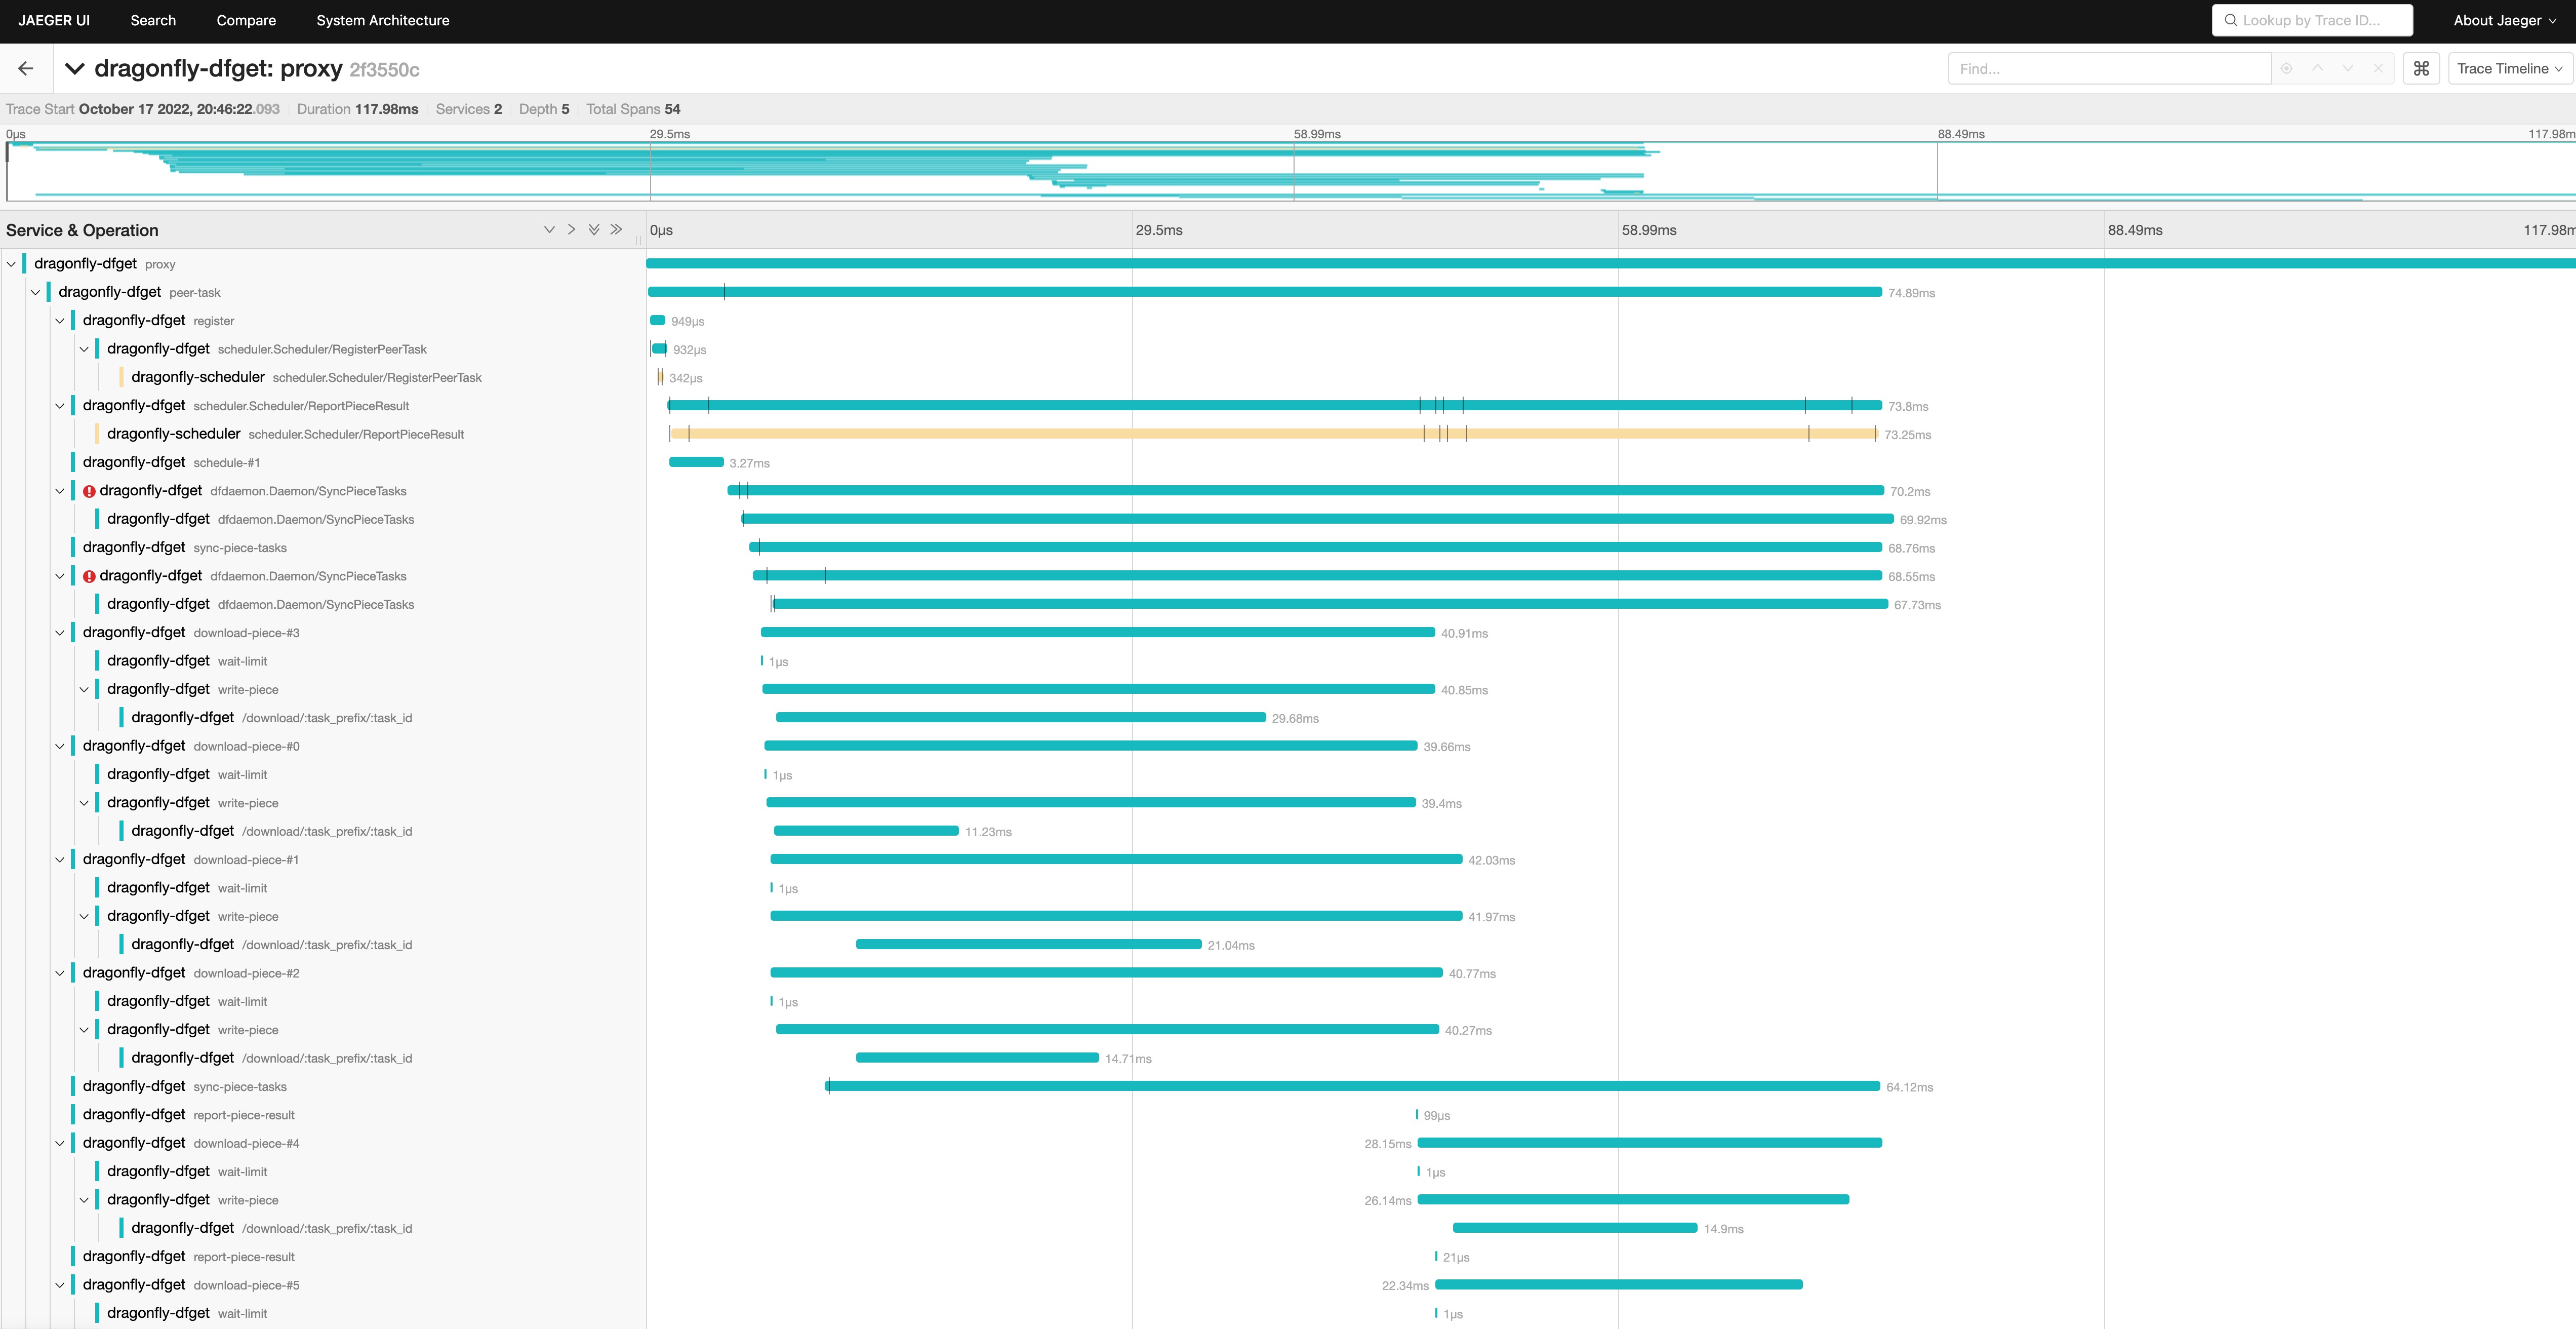 JAEGER UI Search Compare System Architecture Lookup by Trace ID... About Jaeger
dragonfly-dfget: proxy 2f3550c Find... Trace Timeline
Trace Start October 17 2022, 20:46:22.093 Duration 117.98ms Services 2 Depth 5 Total Spans 54
0μs 29.5ms 58.99ms 88.49ms 117.98m
Service & Operation 0μs 29.5ms 58.99ms 88.49ms 117.98m
dragonfly-dfget proxy
dragonfly-dfget peer-task 74.89ms
dragonfly-dfget register 949μs
dragonfly-dfget scheduler.Scheduler/RegisterPeerTask 932μs
dragonfly-scheduler scheduler.Scheduler/RegisterPeerTask 342μs
dragonfly-dfget scheduler.Scheduler/ReportPieceResult 73.8ms
dragonfly-scheduler scheduler.Scheduler/ReportPieceResult 73.25ms
dragonfly-dfget schedule-#1 3.27ms
dragonfly-dfget dfdaemon.Daemon/SyncPieceTasks 70.2ms
dragonfly-dfget dfdaemon.Daemon/SyncPieceTasks 69.92ms
dragonfly-dfget sync-piece-tasks 68.76ms
dragonfly-dfget dfdaemon.Daemon/SyncPieceTasks 68.55ms
dragonfly-dfget dfdaemon.Daemon/SyncPieceTasks 67.73ms
dragonfly-dfget download-piece-#3 40.91ms
dragonfly-dfget wait-limit 1μs
dragonfly-dfget write-piece 40.85ms
dragonfly-dfget /download/:task_prefix/:task_id 29.68ms
dragonfly-dfget download-piece-#0 39.66ms
dragonfly-dfget wait-limit 1μs
dragonfly-dfget write-piece 39.4ms
dragonfly-dfget /download/:task_prefix/:task_id 11.23ms
dragonfly-dfget download-piece-#1 42.03ms
dragonfly-dfget wait-limit 1μs
dragonfly-dfget write-piece 41.97ms
dragonfly-dfget /download/:task_prefix/:task_id 21.04ms
dragonfly-dfget download-piece-#2 40.77ms
dragonfly-dfget wait-limit 1μs
dragonfly-dfget write-piece 40.27ms
dragonfly-dfget /download/:task_prefix/:task_id 14.71ms
dragonfly-dfget sync-piece-tasks 64.12ms
dragonfly-dfget report-piece-result 99μs
dragonfly-dfget download-piece-#4 28.15ms
dragonfly-dfget wait-limit 1μs
dragonfly-dfget write-piece 26.14ms
dragonfly-dfget /download/:task_prefix/:task_id 14.9ms
dragonfly-dfget report-piece-result 21μs
dragonfly-dfget download-piece-#5 22.34ms
dragonfly-dfget wait-limit 1μs